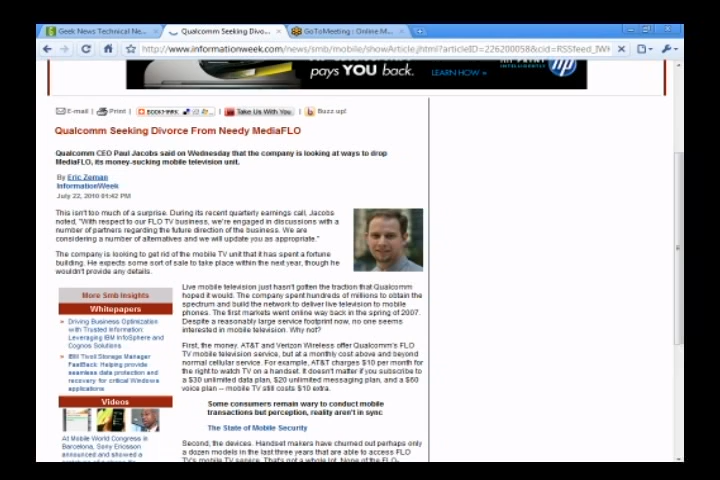 Geek News Technical Ne...
Qualcomm Seeking Divo...
GoToMeeting : Online M...
http://www.informationweek.com/news/smb/mobile/showArticle.jhtml?articleID=226200058&cid=RSSfeed_IW
pays YOU back.
LEARN HOW
hp
E-mail | Print | | Take Us With You | Buzz up!
Qualcomm Seeking Divorce From Needy MediaFLO
Qualcomm CEO Paul Jacobs said on Wednesday that the company is looking at ways to drop
MediaFLO, its money-sucking mobile television unit.
By Eric Zeman
InformationWeek
July 22, 2010 01:42 PM
This isn't too much of a surprise. During its recent quarterly earnings call, Jacobs
noted, "With respect to our FLO TV business, we're engaged in discussions with a
number of partners regarding the future direction of the business. We are
considering a number of alternatives and we will update you as appropriate."
The company is looking to get rid of the mobile TV unit that it has spent a fortune
building. He expects some sort of sale to take place within the next year, though he
wouldn't provide any details.
Live mobile television just hasn't gotten the traction that Qualcomm
hoped it would. The company spent hundreds of millions to obtain the
spectrum and build the network to deliver live television to mobile
phones. The first markets went online way back in the spring of 2007.
Despite a reasonably large service footprint now, no one seems
interested in mobile television. Why not?
First, the money. AT&T and Verizon Wireless offer Qualcomm's FLO
TV mobile television service, but at a monthly cost above and beyond
normal cellular service. For example, AT&T charges $10 per month for
the right to watch TV on a handset. It doesn't matter if you subscribe to
a $30 unlimited data plan, $20 unlimited messaging plan, and a $60
voice plan -- mobile TV still costs $10 extra.
Some consumers remain wary to conduct mobile
transactions but perception, reality aren't in sync
The State of Mobile Security
Second, the devices. Handset makers have churned out perhaps only
a dozen models in the last three years that are able to access FLO
TV's mobile TV service. That's not a whole lot. None of the FLO-
More Smb Insights
Whitepapers
Driving Business Optimization
with Trusted Information:
Leveraging IBM InfoSphere and
Cognos Solutions
IBM Tivoli Storage Manager
FastBack: Helping provide
seamless data protection and
recovery for critical Windows
applications
Videos
At Mobile World Congress in
Barcelona, Sony Ericsson
announced and showed a